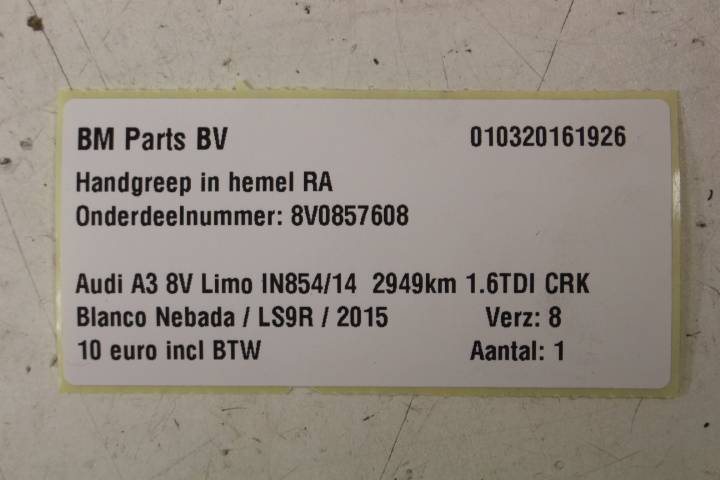 BM Parts BV 010320161926
Handgreep in hemel RA
Onderdeelnummer: 8V0857608
Audi A3 8V Limo IN854/14 2949km 1.6TDI CRK
Blanco Nebada / LS9R / 2015 Verz: 8
10 euro incl BTW Aantal: 1